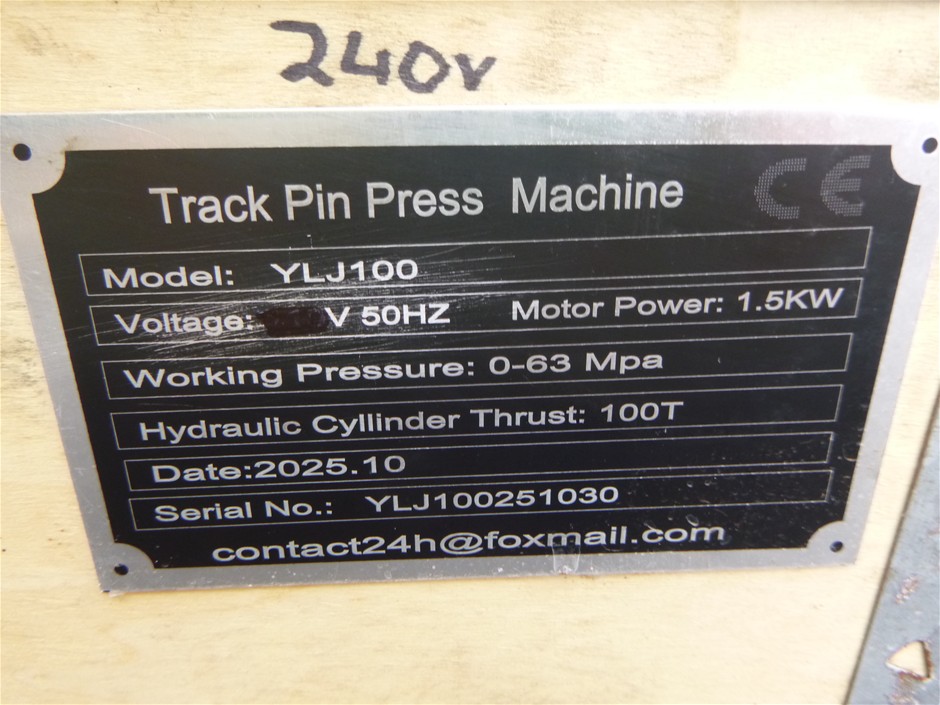 240v
Track Pin Press Machine CE
Model: YLJ100
Voltage: V 50HZ Motor Power: 1.5KW
Working Pressure: 0-63 Mpa
Hydraulic Cyllinder Thrust: 100T
Date:2025.10
Serial No.: YLJ100251030
contact24h@foxmail.com